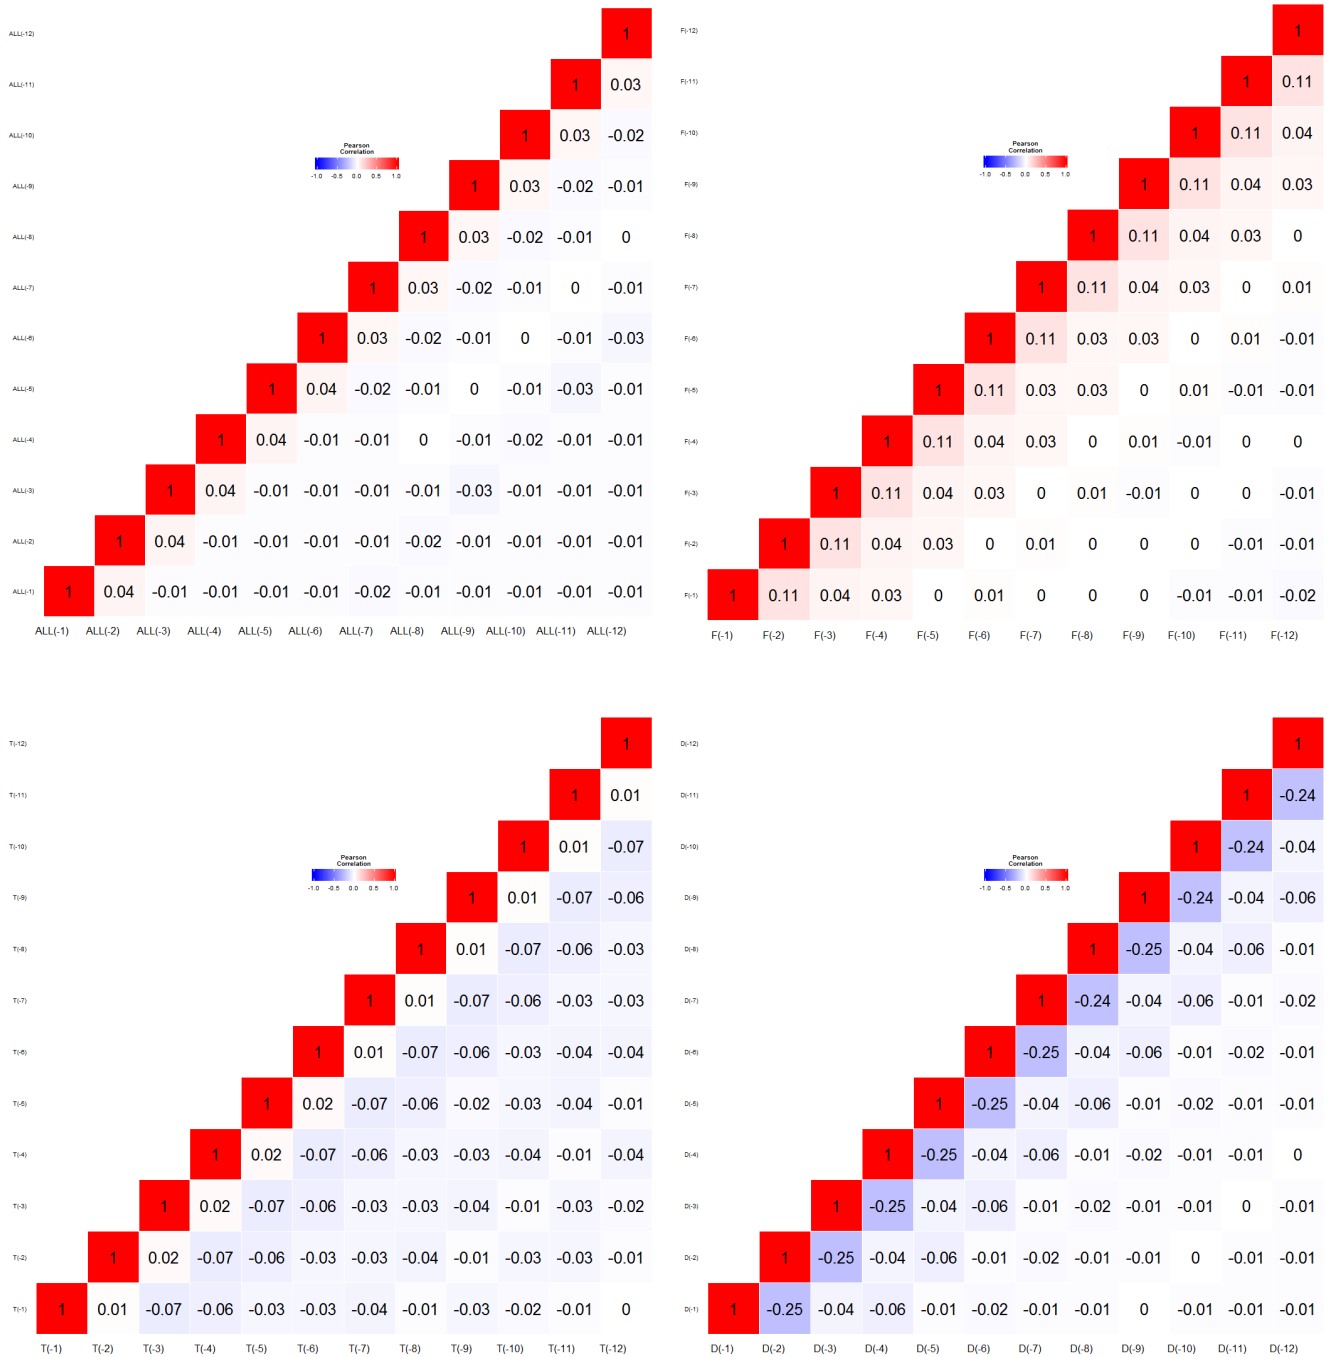 ALL(-12) 1
ALL(-11) 1 0.03
ALL(-10) 1 0.03 -0.02
Pearson
Correlation
-1.0 -0.5 0.0 0.5 1.0
ALL(-9) 1 0.03 -0.02 -0.01
ALL(-8) 1 0.03 -0.02 -0.01 0
ALL(-7) 1 0.03 -0.02 -0.01 0 -0.01
ALL(-6) 1 0.03 -0.02 -0.01 0 -0.01 -0.03
ALL(-5) 1 0.04 -0.02 -0.01 0 -0.01 -0.03 -0.01
ALL(-4) 1 0.04 -0.01 -0.01 0 -0.01 -0.02 -0.01 -0.01
ALL(-3) 1 0.04 -0.01 -0.01 -0.01 -0.01 -0.03 -0.01 -0.01 -0.01
ALL(-2) 1 0.04 -0.01 -0.01 -0.01 -0.01 -0.02 -0.01 -0.01 -0.01 -0.01
ALL(-1) 1 0.04 -0.01 -0.01 -0.01 -0.01 -0.02 -0.01 -0.01 -0.01 -0.01 -0.01
ALL(-1) ALL(-2) ALL(-3) ALL(-4) ALL(-5) ALL(-6) ALL(-7) ALL(-8) ALL(-9) ALL(-10) ALL(-11) ALL(-12)
F(-12) 1
F(-11) 1 0.11
F(-10) 1 0.11 0.04
Pearson
Correlation
-1.0 -0.5 0.0 0.5 1.0
F(-9) 1 0.11 0.04 0.03
F(-8) 1 0.11 0.04 0.03 0
F(-7) 1 0.11 0.04 0.03 0 0.01
F(-6) 1 0.11 0.03 0.03 0 0.01 -0.01
F(-5) 1 0.11 0.03 0.03 0 0.01 -0.01 -0.01
F(-4) 1 0.11 0.04 0.03 0 0.01 -0.01 0 0
F(-3) 1 0.11 0.04 0.03 0 0.01 -0.01 0 0 -0.01
F(-2) 1 0.11 0.04 0.03 0 0.01 0 0 0 -0.01 -0.01
F(-1) 1 0.11 0.04 0.03 0 0.01 0 0 0 -0.01 -0.01 -0.02
F(-1) F(-2) F(-3) F(-4) F(-5) F(-6) F(-7) F(-8) F(-9) F(-10) F(-11) F(-12)
T(-12) 1
T(-11) 1 0.01
T(-10) 1 0.01 -0.07
Pearson
Correlation
-1.0 -0.5 0.0 0.5 1.0
T(-9) 1 0.01 -0.07 -0.06
T(-8) 1 0.01 -0.07 -0.06 -0.03
T(-7) 1 0.01 -0.07 -0.06 -0.03 -0.03
T(-6) 1 0.01 -0.07 -0.06 -0.03 -0.04 -0.04
T(-5) 1 0.02 -0.07 -0.06 -0.02 -0.03 -0.04 -0.01
T(-4) 1 0.02 -0.07 -0.06 -0.03 -0.03 -0.04 -0.01 -0.04
T(-3) 1 0.02 -0.07 -0.06 -0.03 -0.03 -0.04 -0.01 -0.03 -0.02
T(-2) 1 0.02 -0.07 -0.06 -0.03 -0.03 -0.04 -0.01 -0.03 -0.03 -0.01
T(-1) 1 0.01 -0.07 -0.06 -0.03 -0.03 -0.04 -0.01 -0.03 -0.02 -0.01 0
T(-1) T(-2) T(-3) T(-4) T(-5) T(-6) T(-7) T(-8) T(-9) T(-10) T(-11) T(-12)
D(-12) 1
D(-11) 1 -0.24
D(-10) 1 -0.24 -0.04
Pearson
Correlation
-1.0 -0.5 0.0 0.5 1.0
D(-9) 1 -0.24 -0.04 -0.06
D(-8) 1 -0.25 -0.04 -0.06 -0.01
D(-7) 1 -0.24 -0.04 -0.06 -0.01 -0.02
D(-6) 1 -0.25 -0.04 -0.06 -0.01 -0.02 -0.01
D(-5) 1 -0.25 -0.04 -0.06 -0.01 -0.02 -0.01 -0.01
D(-4) 1 -0.25 -0.04 -0.06 -0.01 -0.02 -0.01 -0.01 0
D(-3) 1 -0.25 -0.04 -0.06 -0.01 -0.02 -0.01 -0.01 0 -0.01
D(-2) 1 -0.25 -0.04 -0.06 -0.01 -0.02 -0.01 -0.01 0 -0.01 -0.01
D(-1) 1 -0.25 -0.04 -0.06 -0.01 -0.02 -0.01 -0.01 0 -0.01 -0.01 -0.01
D(-1) D(-2) D(-3) D(-4) D(-5) D(-6) D(-7) D(-8) D(-9) D(-10) D(-11) D(-12)